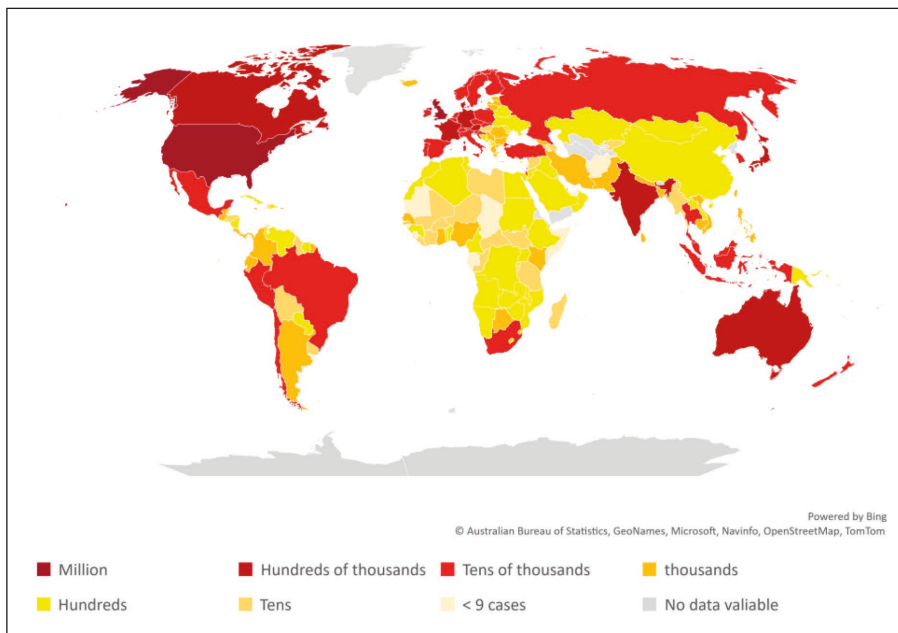 Powered by Bing
© Australian Bureau of Statistics, GeoNames, Microsoft, Navinfo, OpenStreetMap, TomTom
Million
Hundreds of thousands
Tens of thousands
thousands
Hundreds
Tens
< 9 cases
No data valiable